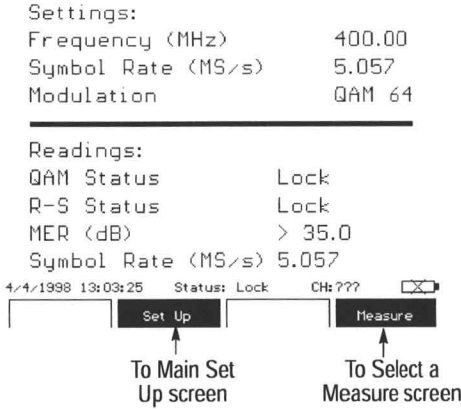 Settings:
Frequency (MHz) 400.00
Symbol Rate (MS/s) 5.057
Modulation QAM 64
Readings:
QAM Status Lock
R-S Status Lock
MER (dB) > 35.0
Symbol Rate (MS/s) 5.057
4/4/1998 13:03:25 Status: Lock CH:???
Set Up Measure
To Main Set Up screen
To Select a Measure screen